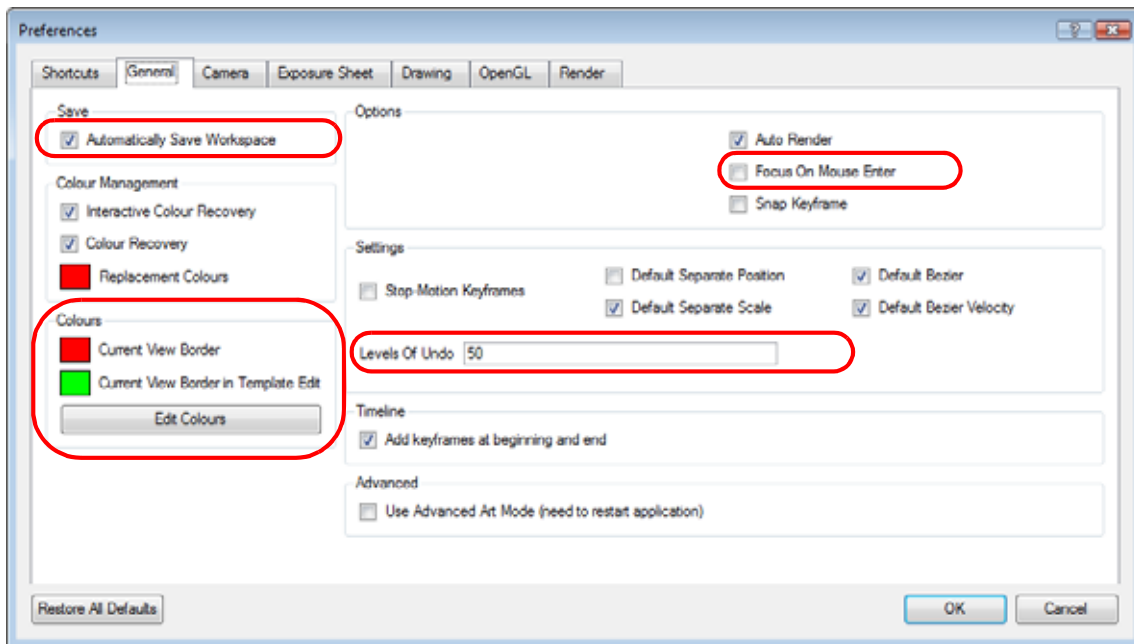 Preferences
Shortcuts General Camera Exposure Sheet Drawing OpenGL Render
Save
Automatically Save Workspace
Colour Management
Interactive Colour Recovery
Colour Recovery
Replacement Colours
Colours
Current View Border
Current View Border in Template Edit
Edit Colours
Options
Auto Render
Focus On Mouse Enter
Snap Keyframe
Settings
Stop-Motion Keyframes
Default Separate Position
Default Separate Scale
Default Bezier
Default Bezier Velocity
Levels Of Undo 50
Timeline
Add keyframes at beginning and end
Advanced
Use Advanced Art Mode (need to restart application)
Restore All Defaults
OK
Cancel